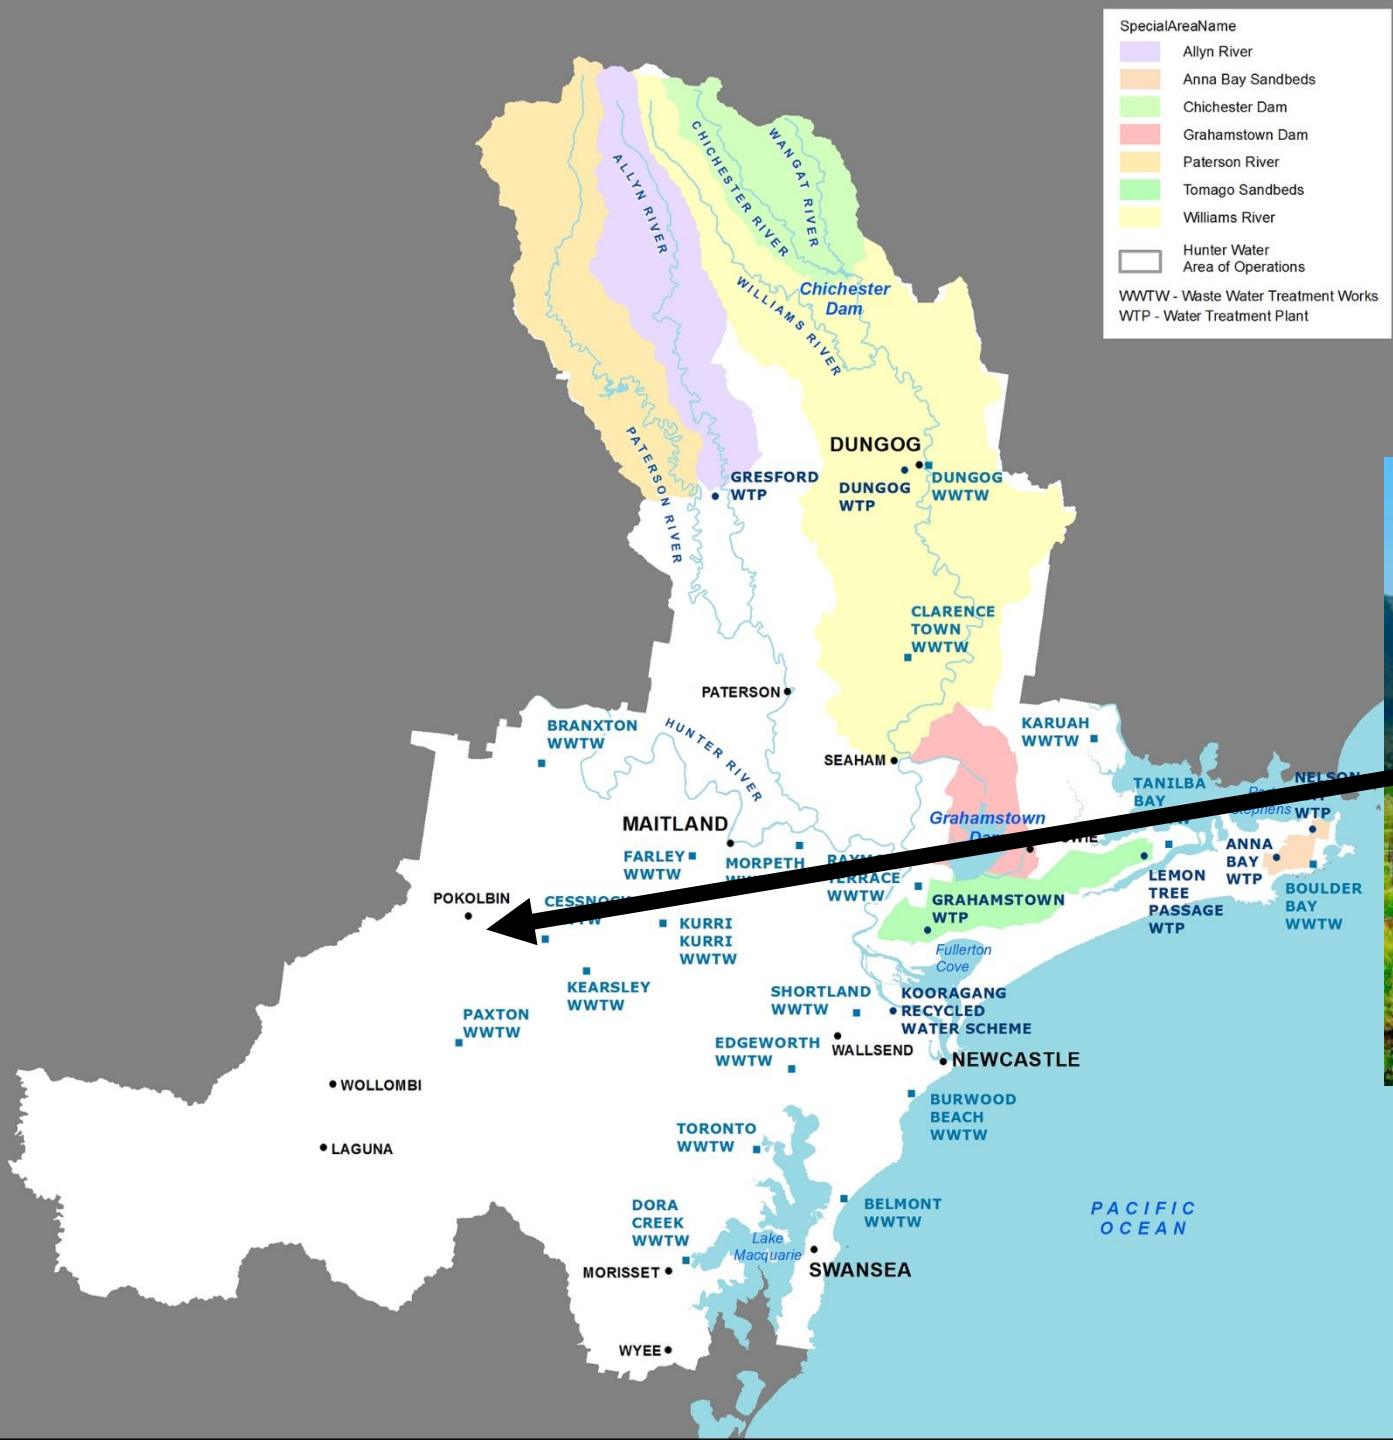 SpecialAreaName
Allyn River
Anna Bay Sandbeds
Chichester Dam
Grahamstown Dam
Paterson River
Tomago Sandbeds
Williams River
Hunter Water
Area of Operations
WWTW - Waste Water Treatment Works
WTP - Water Treatment Plant
ALLYN RIVER
CHICHESTER RIVER
WANGAT RIVER
WILLIAMS RIVER
Chichester
Dam
PATERSON RIVER
DUNGOG
GRESFORD
WTP
DUNGOG
WTP
DUNGOG
WWTW
CLARENCE
TOWN
WWTW
PATERSON
BRANXTON
WWTW
HUNTER RIVER
SEAHAM
KARUAH
WWTW
TANILBA
BAY
NELSON
WTP
MAITLAND
Grahamstown
FARLEY
WWTW
MORPETH
TERRACE
WWTW
ANNA
BAY
WTP
LEMON
TREE
PASSAGE
WTP
BOULDER
BAY
WWTW
POKOLBIN
CESSNOCK
KURRI
KURRI
WWTW
GRAHAMSTOWN
WTP
Fullerton
Cove
KEARSLEY
WWTW
PAXTON
WWTW
SHORTLAND
WWTW
KOORAGANG
RECYCLED
WATER SCHEME
EDGEWORTH
WWTW
WALLSEND
NEWCASTLE
WOLLOMBI
BURWOOD
BEACH
WWTW
LAGUNA
TORONTO
WWTW
DORA
CREEK
WWTW
BELMONT
WWTW
PACIFIC
OCEAN
Lake
Macquarie
MORISSET
SWANSEA
WYEE